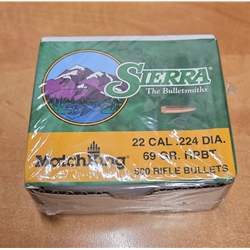 SIERRA
The Bulletsmiths
22 CAL .224 DIA.
69 GR. HPBT
MatchKing
500 RIFLE BULLETS